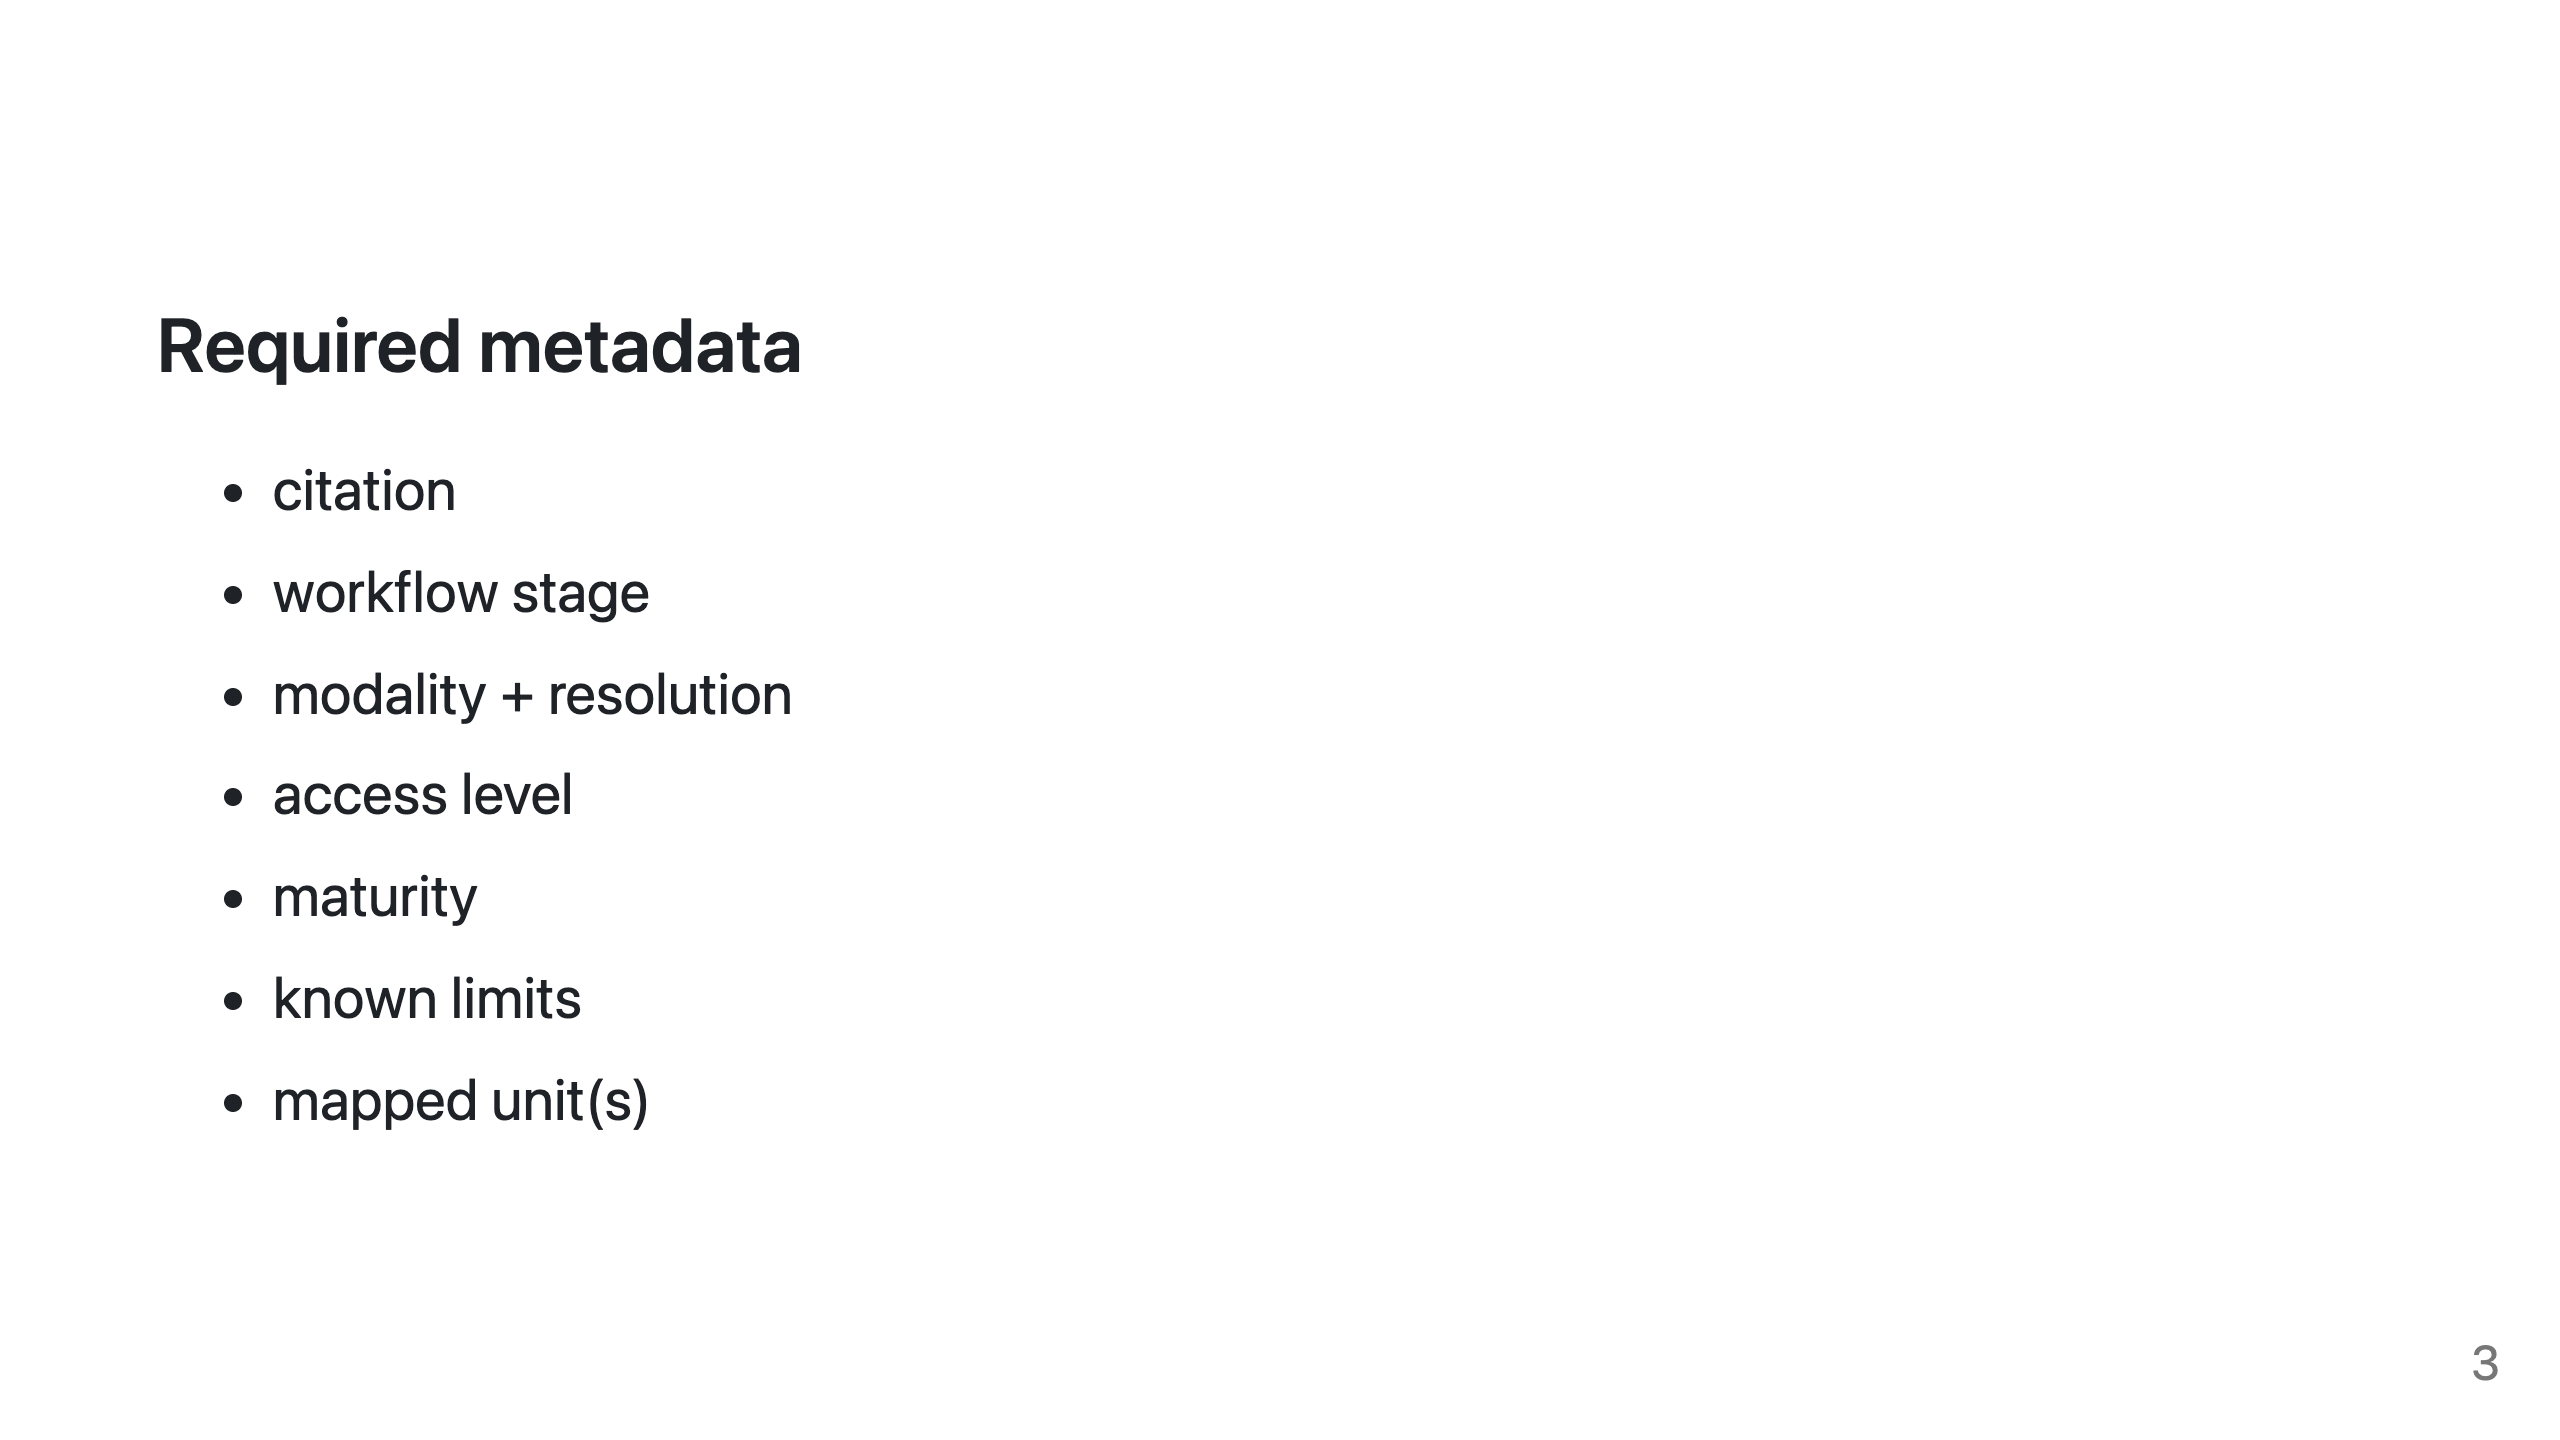 Required metadata
• citation
• workflow stage
• modality + resolution
• access level
• maturity
• known limits
• mapped unit(s)
3